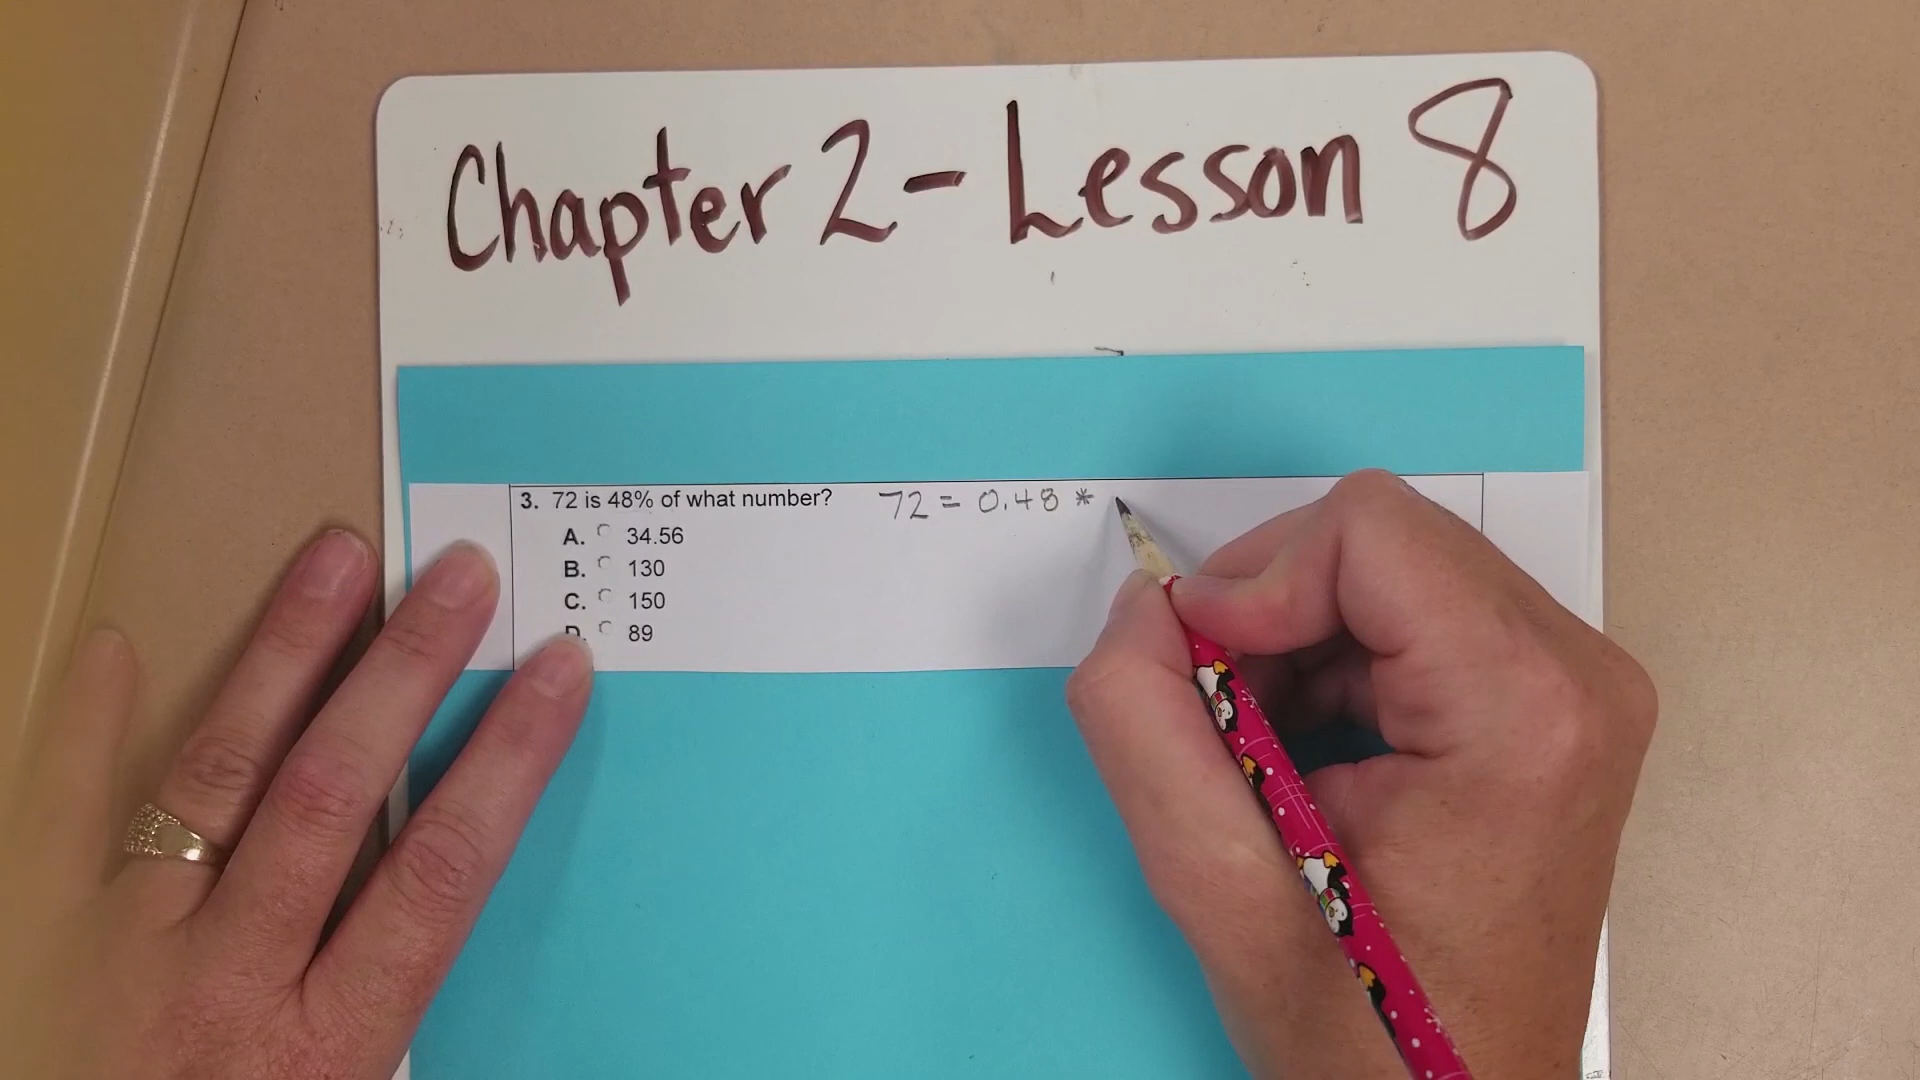 Chapter 2 - Lesson 8
3. 72 is 48% of what number? 72 = 0.48 *
A. 34.56
B. 130
C. 150
D. 89